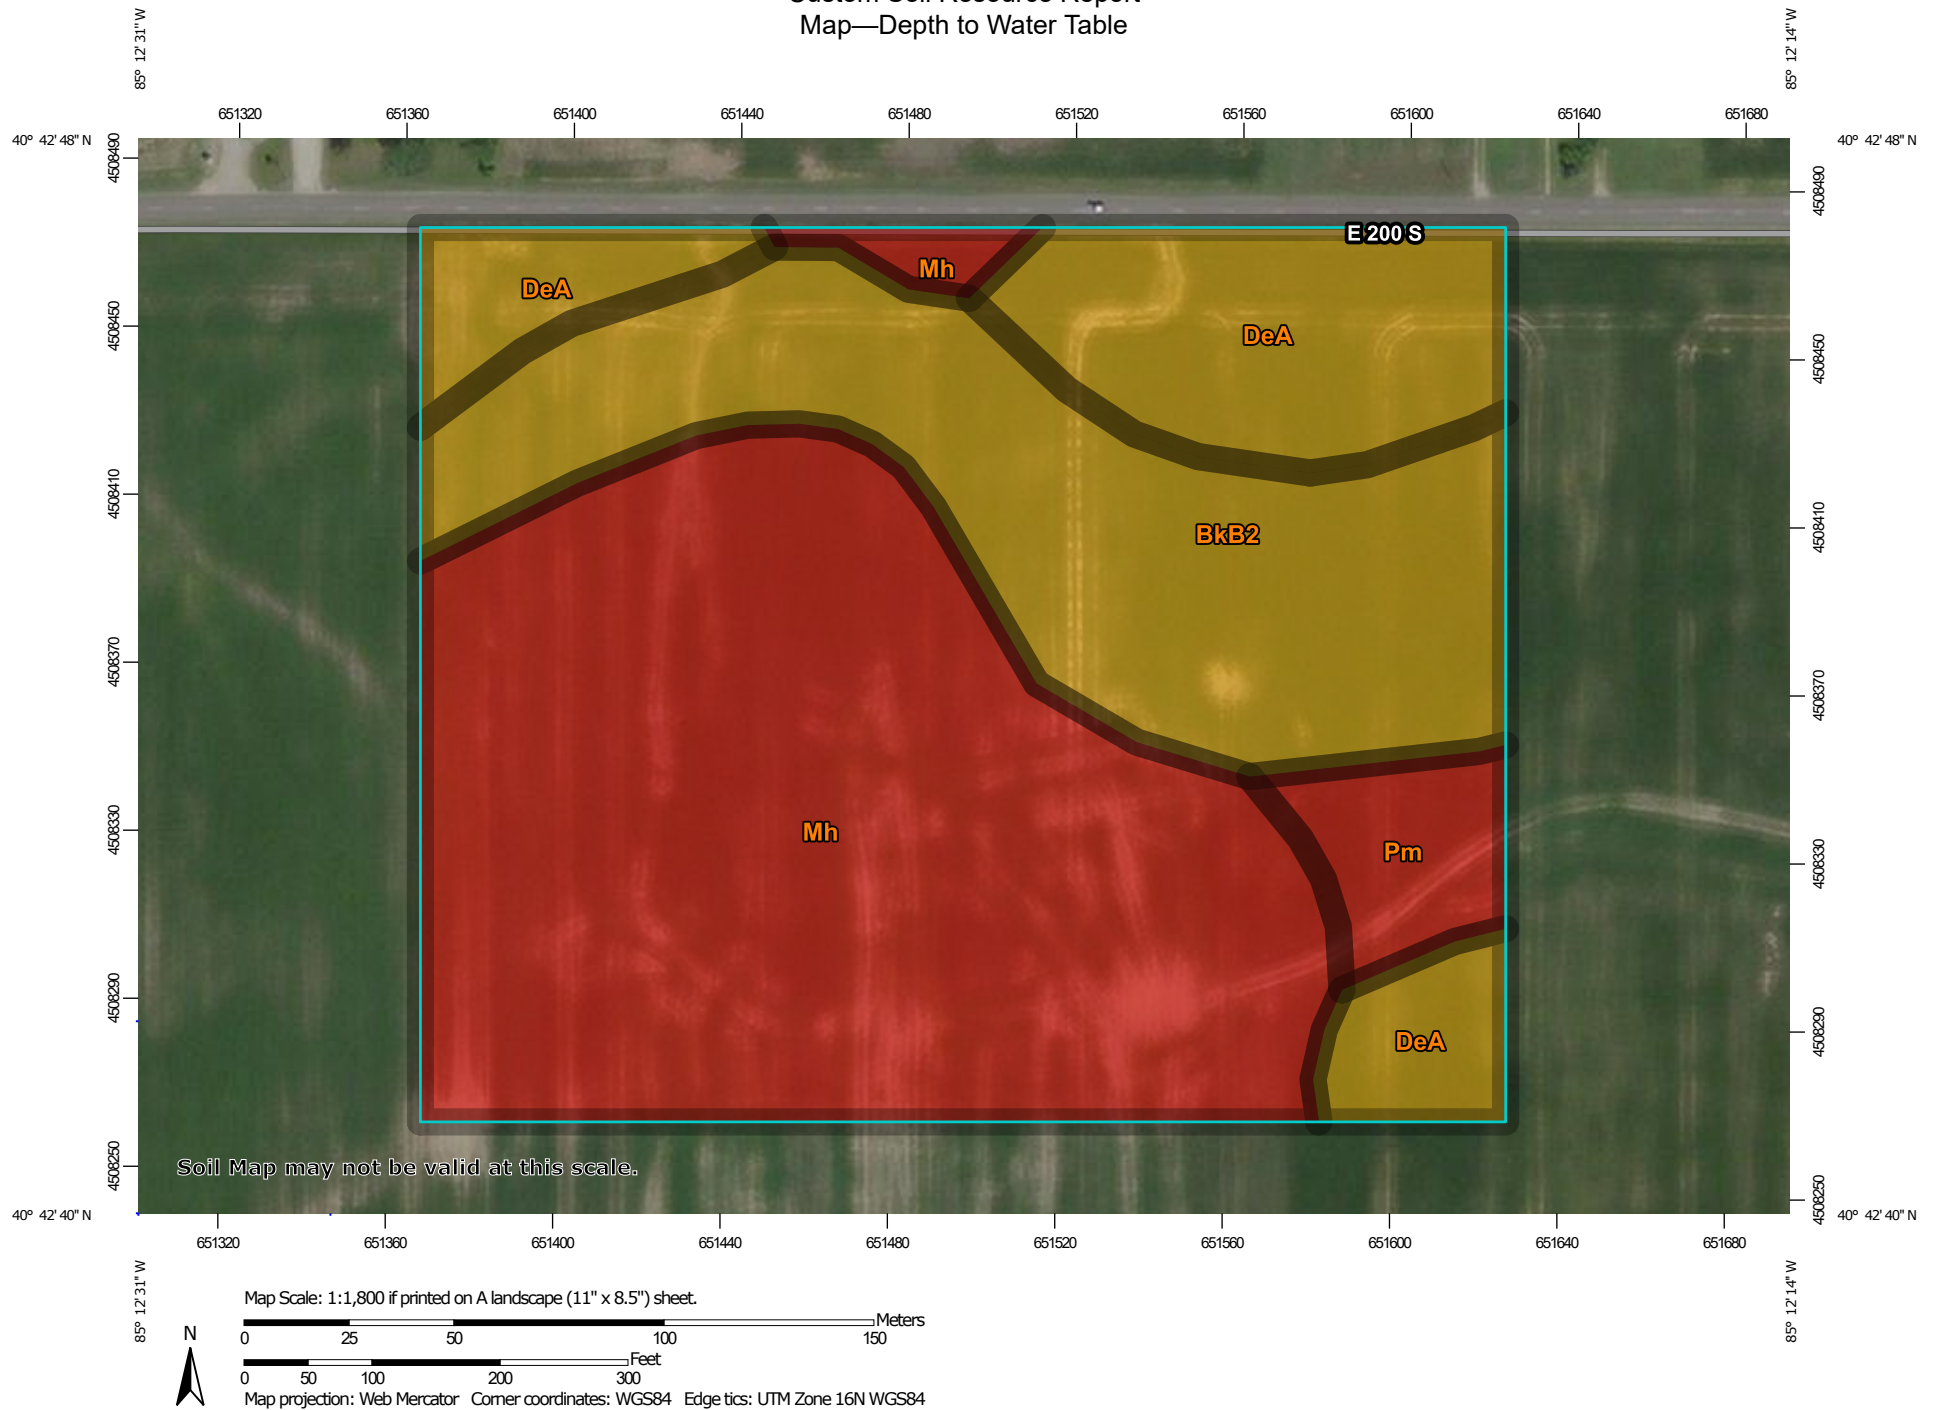 Custom Soil Resource Report
Map—Depth to Water Table
85° 12' 31" W
85° 12' 14" W
651320 651360 651400 651440 651480 651520 651560 651600 651640 651680
40° 42' 48" N
40° 42' 48" N
4508490
4508450
4508410
4508370
4508330
4508290
4508250
4508490
4508450
4508410
4508370
4508330
4508290
4508250
E 200 S
Mh
DeA
DeA
BkB2
Mh
Pm
DeA
Soil Map may not be valid at this scale.
40° 42' 40" N
40° 42' 40" N
651320 651360 651400 651440 651480 651520 651560 651600 651640 651680
85° 12' 31" W
85° 12' 14" W
Map Scale: 1:1,800 if printed on A landscape (11" x 8.5") sheet.
Meters
0 25 50 100 150
N
Feet
0 50 100 200 300
Map projection: Web Mercator Corner coordinates: WGS84 Edge tics: UTM Zone 16N WGS84